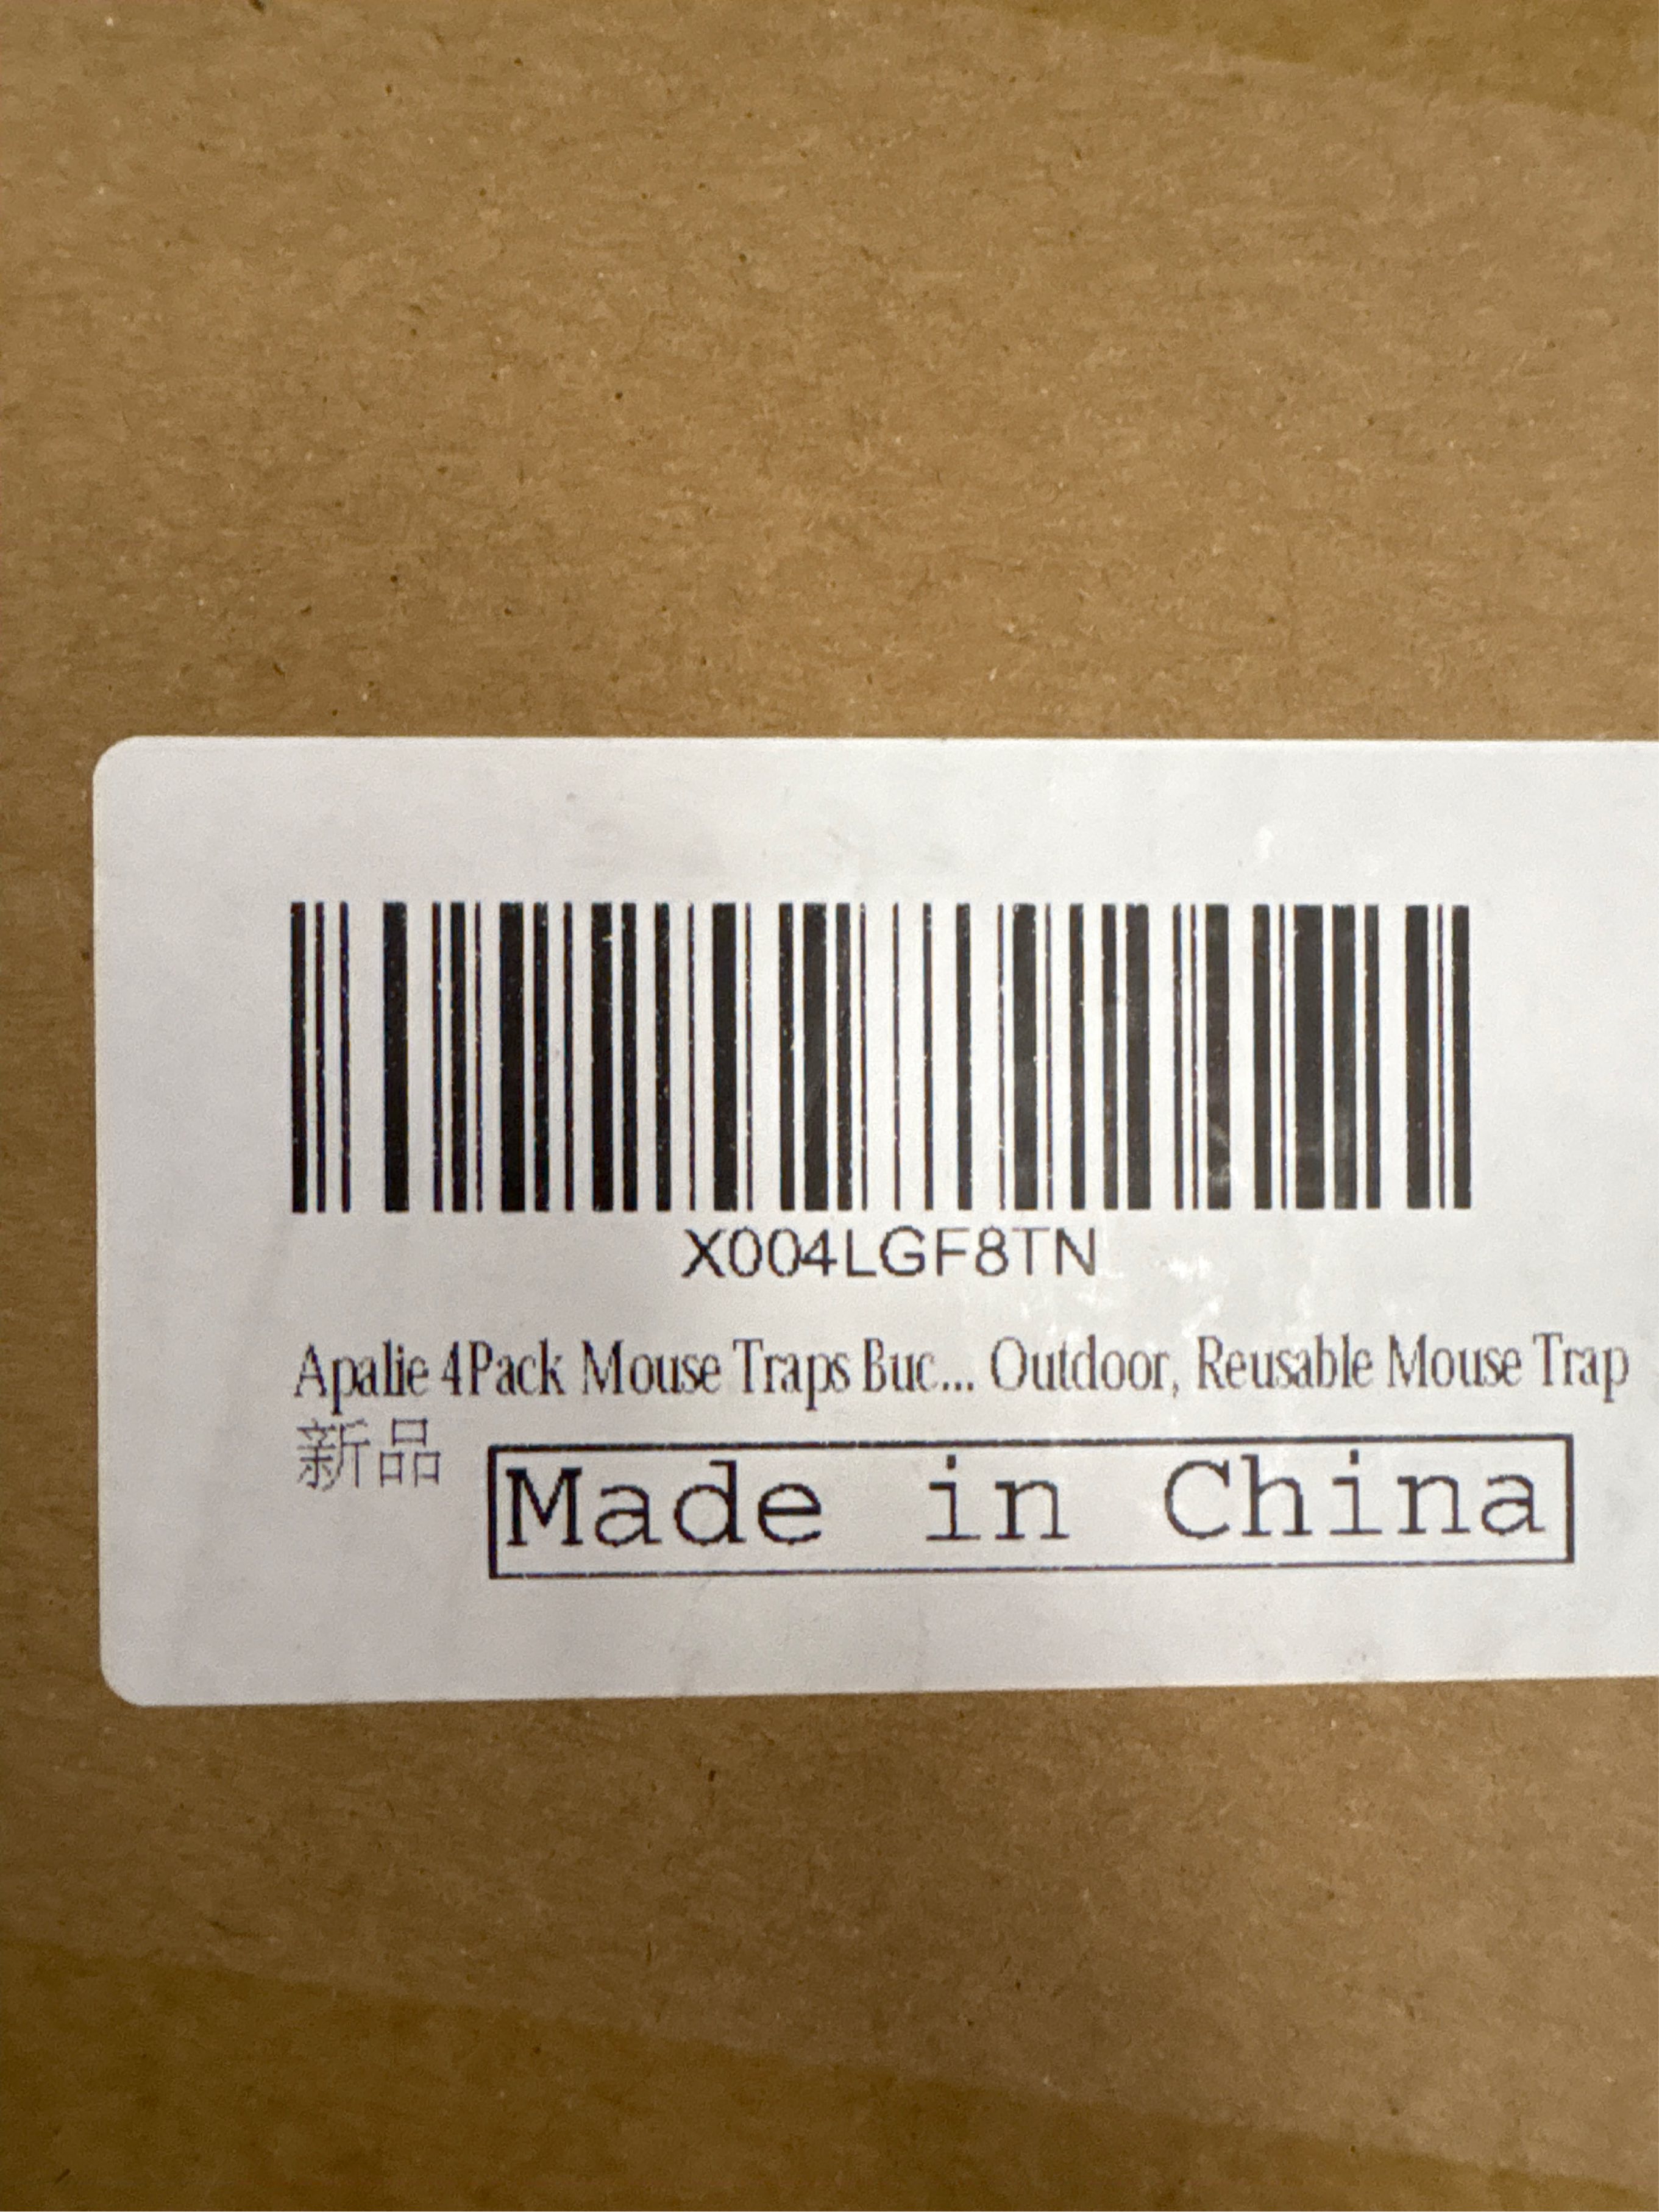 X004LGF8TN
Apalie 4Pack Mouse Traps Buc... Outdoor, Reusable Mouse Trap
新品
Made in China